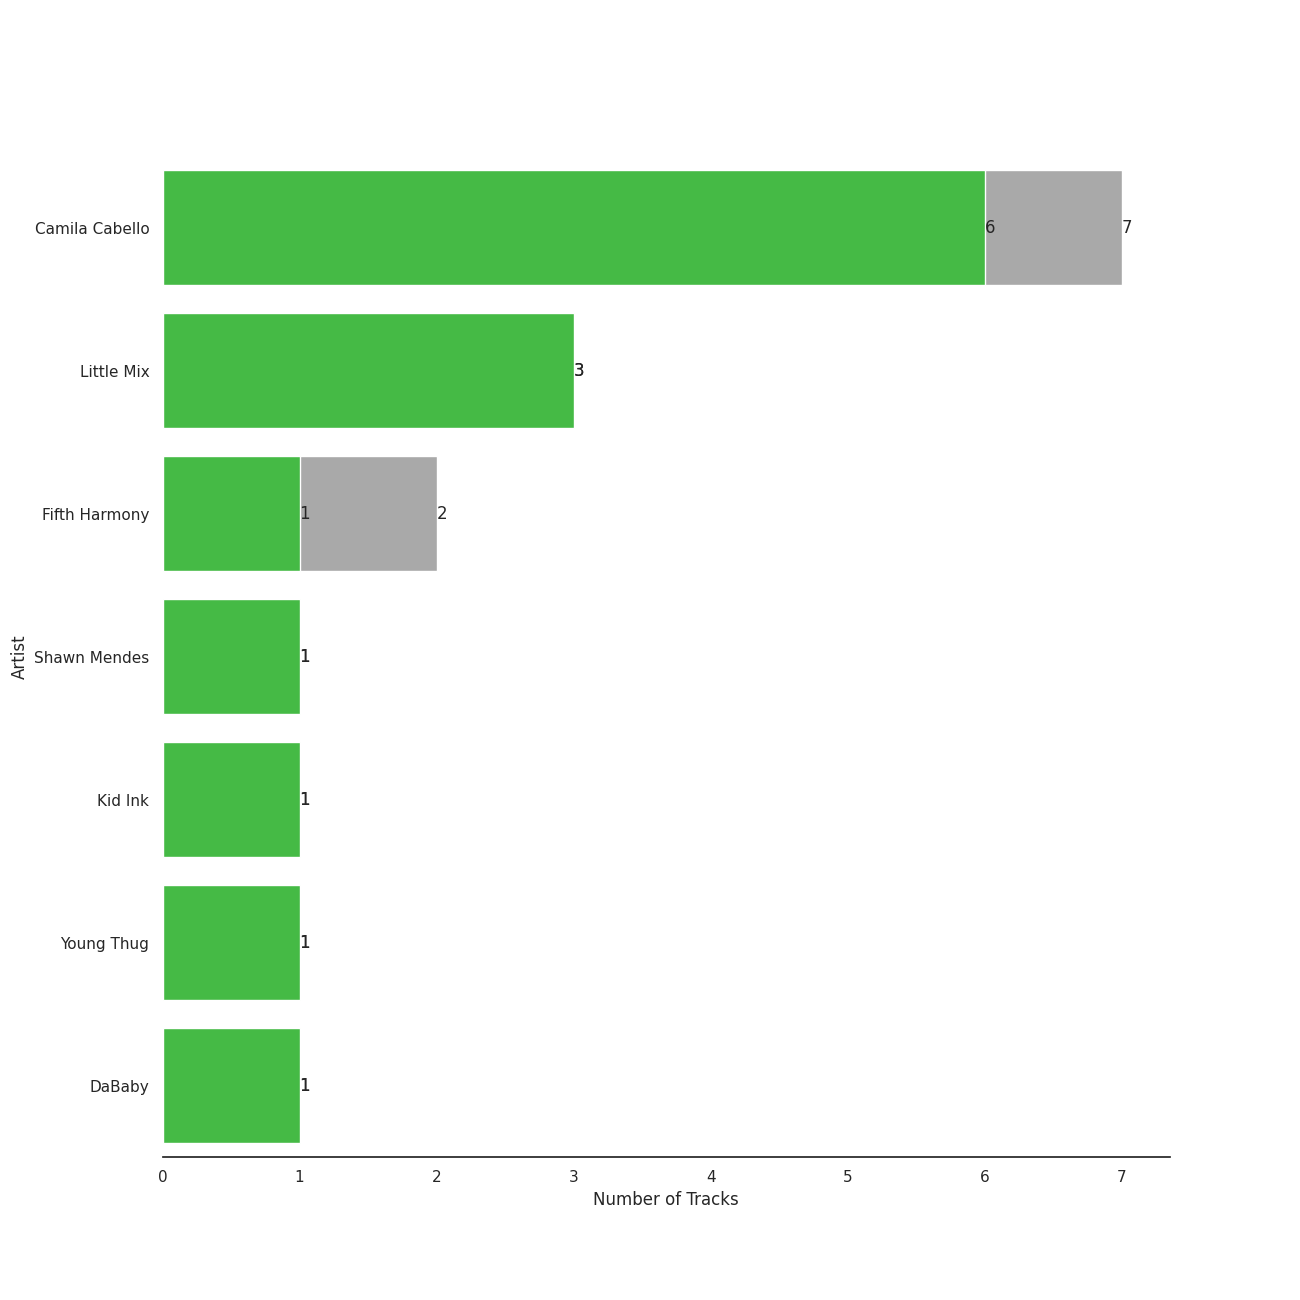 Camila Cabello 6 7
Little Mix 3
Fifth Harmony 1 2
Shawn Mendes 1
Kid Ink 1
Young Thug 1
DaBaby 1
Artist
0 1 2 3 4 5 6 7
Number of Tracks